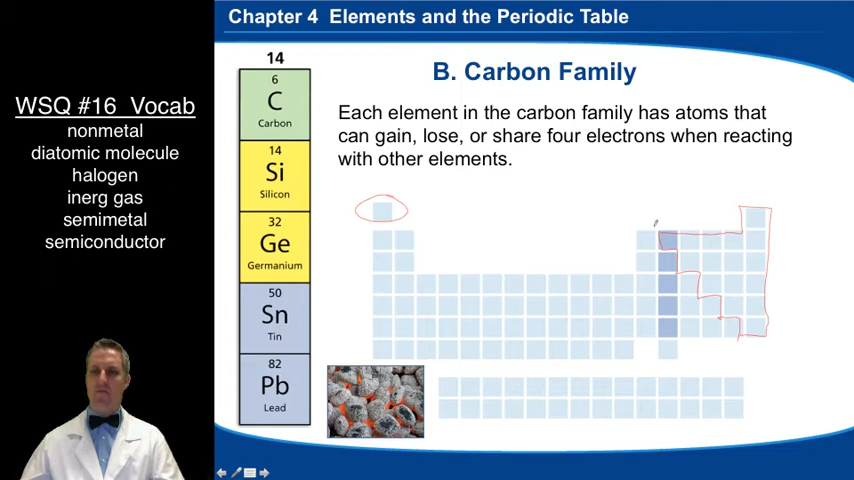 Chapter 4 Elements and the Periodic Table
WSQ #16 Vocab
nonmetal
diatomic molecule
halogen
inerg gas
semimetal
semiconductor
14
6
C
Carbon
14
Si
Silicon
32
Ge
Germanium
50
Sn
Tin
82
Pb
Lead
B. Carbon Family
Each element in the carbon family has atoms that
can gain, lose, or share four electrons when reacting
with other elements.